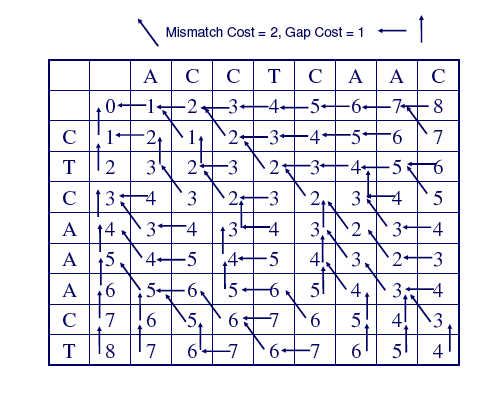 Mismatch Cost = 2, Gap Cost = 1
A C C T C A A C
0 1 2 3 4 5 6 7 8
C 1 2 1 2 3 4 5 6 7
T 2 3 2 3 2 3 4 5 6
C 3 4 3 2 3 2 3 4 5
A 4 3 4 3 4 3 2 3 4
A 5 4 5 4 5 4 3 2 3
A 6 5 6 5 6 5 4 3 4
C 7 6 5 6 7 6 5 4 3
T 8 7 6 7 6 7 6 5 4